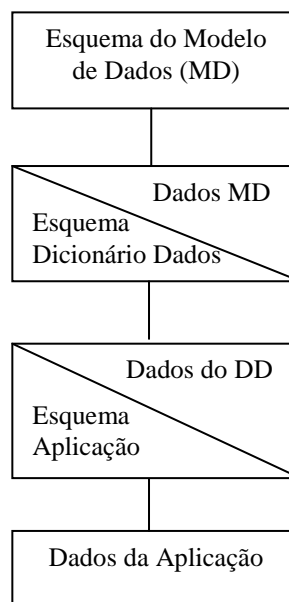 Esquema do Modelo
de Dados (MD)
Dados MD
Esquema
Dicionário Dados
Dados do DD
Esquema
Aplicação
Dados da Aplicação